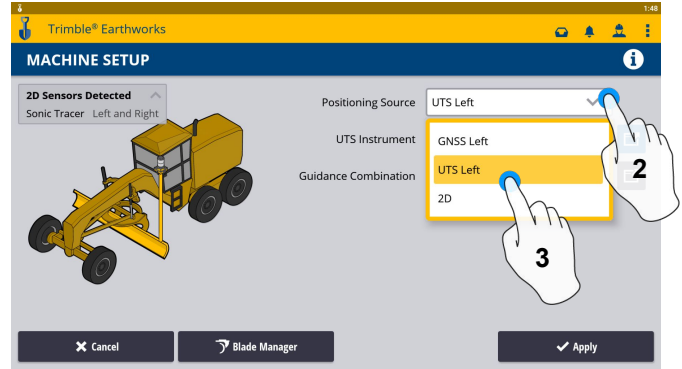 1:48
Trimble® Earthworks
MACHINE SETUP
2D Sensors Detected
Sonic Tracer Left and Right
Positioning Source UTS Left
UTS Instrument
Guidance Combination
GNSS Left
UTS Left
2D
2
3
Cancel
Blade Manager
Apply